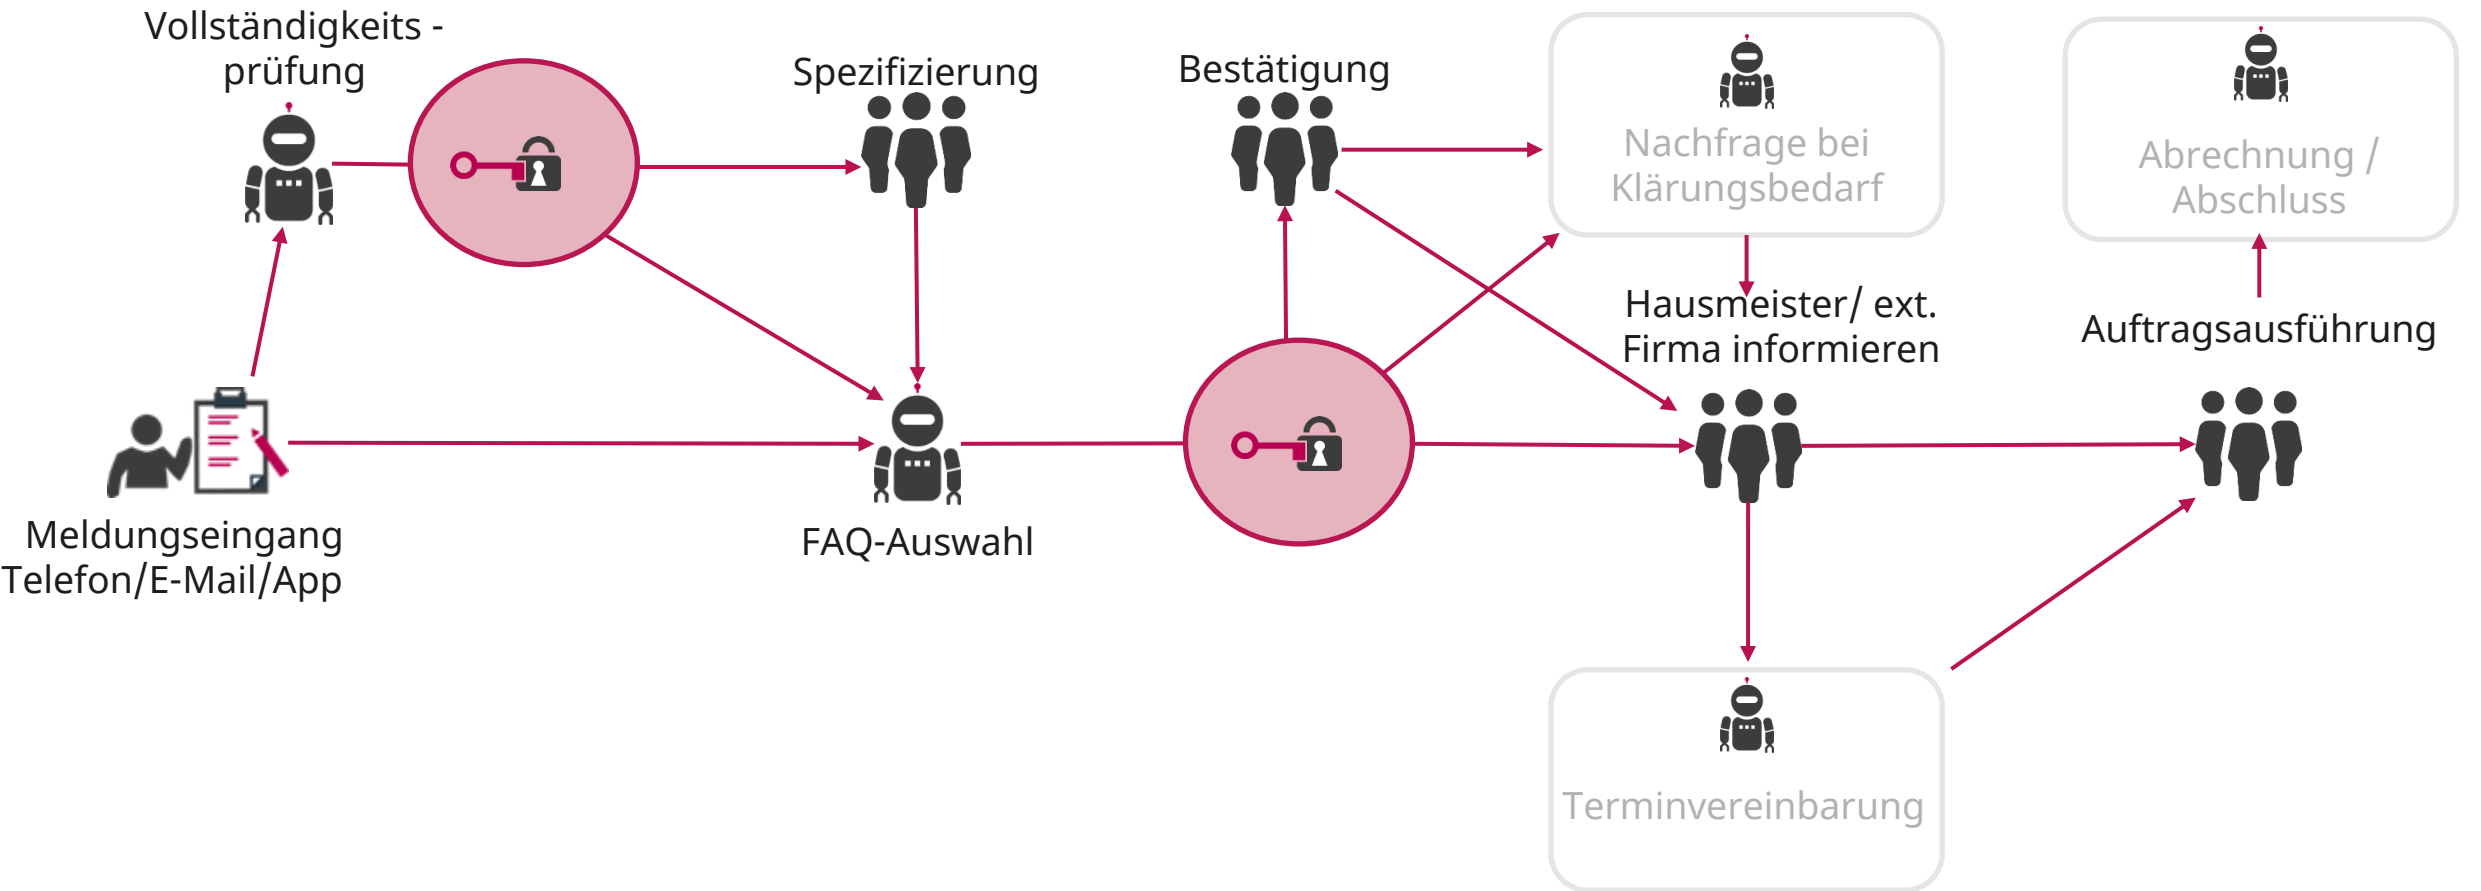 Vollständigkeits -
prüfung
Spezifizierung
Bestätigung
Nachfrage bei
Klärungsbedarf
Abrechnung /
Abschluss
Hausmeister/ ext.
Firma informieren
Auftragsausführung
Meldungseingang
Telefon/E-Mail/App
FAQ-Auswahl
Terminvereinbarung